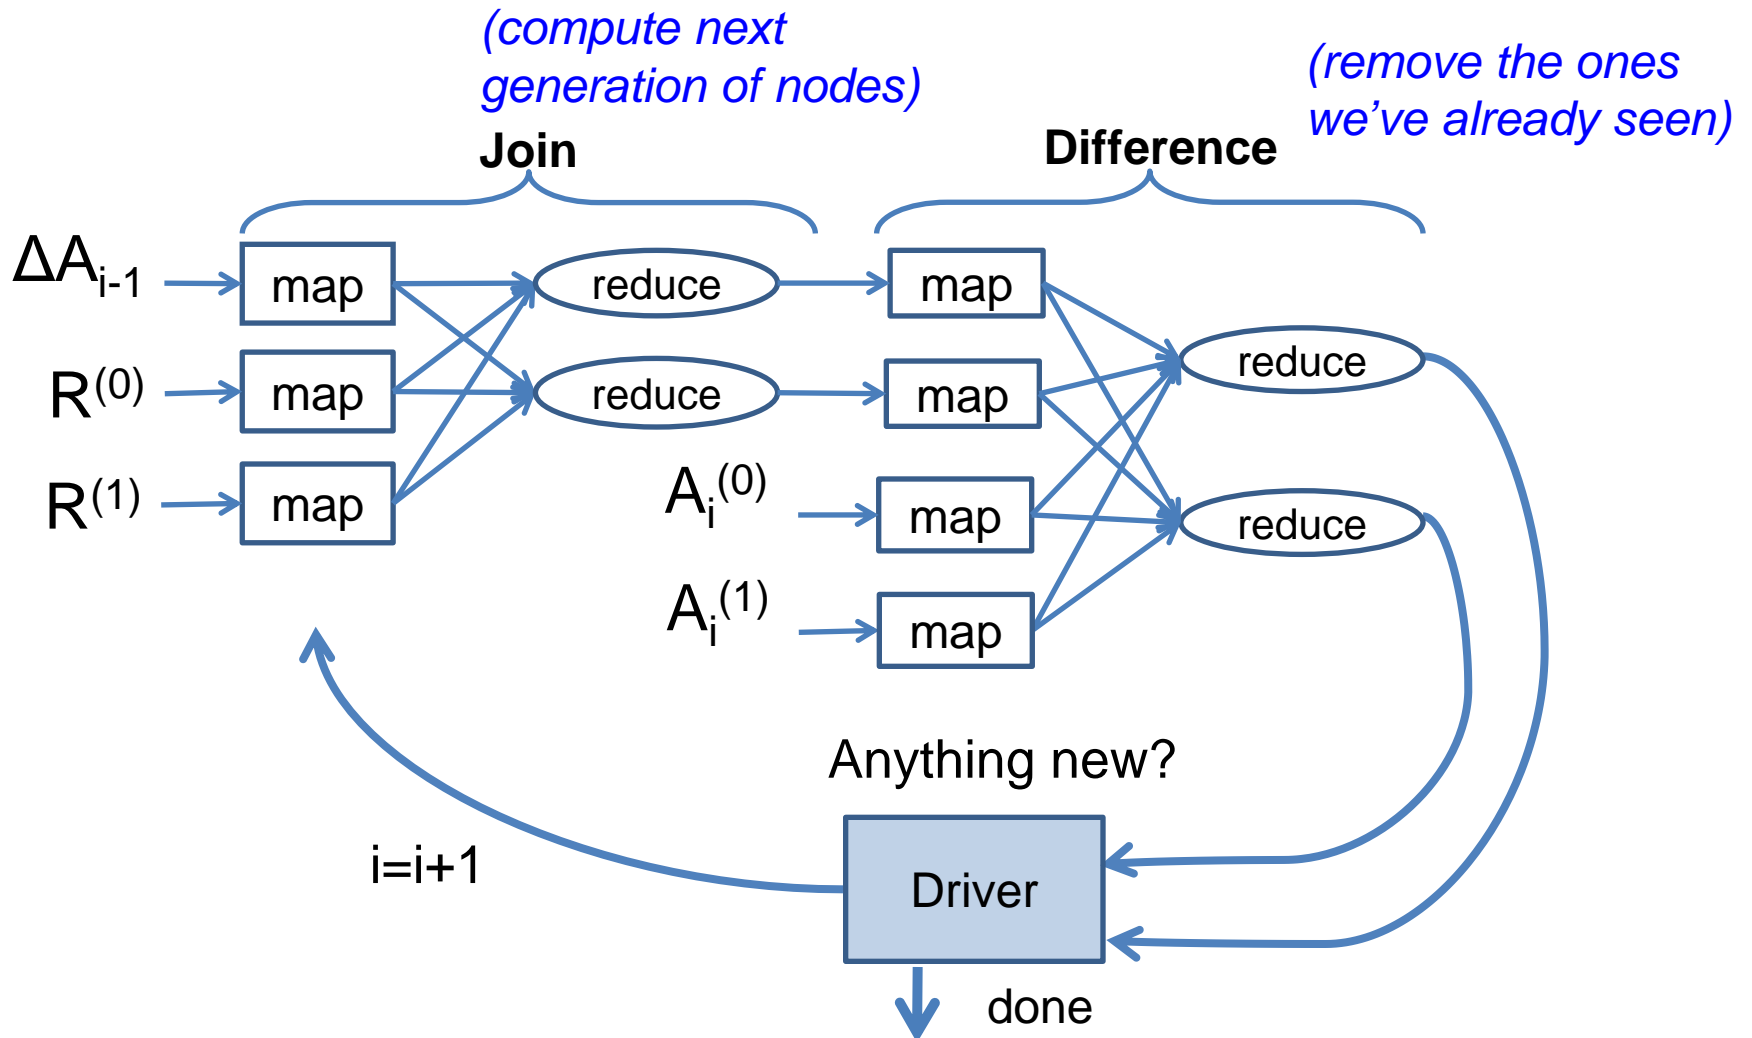 (compute next
generation of nodes)
(remove the ones
we’ve already seen)
Join
Difference
ΔAi-1
map
reduce
map
R(0)
map
reduce
map
reduce
R(1)
map
Ai(0)
map
reduce
Ai(1)
map
Anything new?
i=i+1
Driver
done